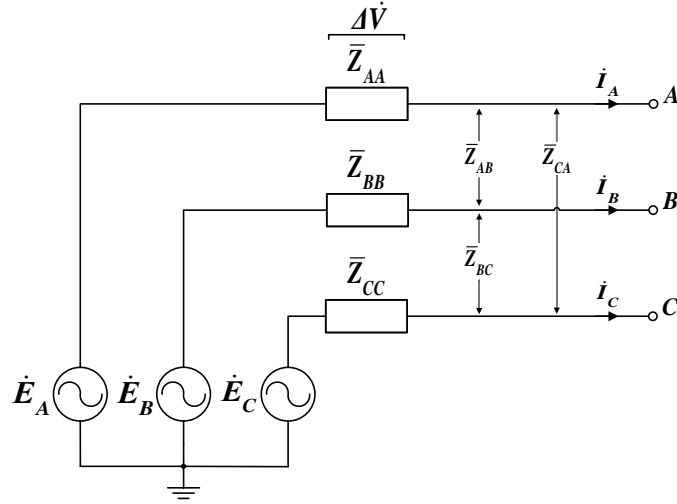 ΔV̇
Z̄AA
İA A
Z̄AB Z̄CA
Z̄BB
İB B
Z̄BC
Z̄CC
İC C
ĖA ĖB ĖC